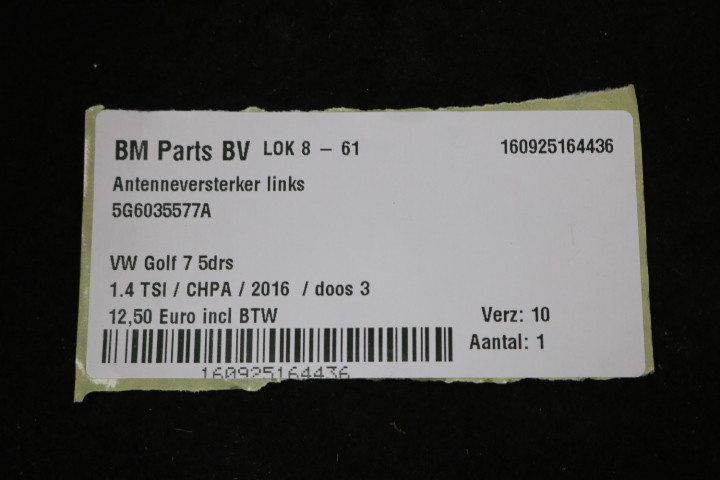 BM Parts BV LOK 8 – 61 160925164436
Antenneversterker links
5G6035577A
VW Golf 7 5drs
1.4 TSI / CHPA / 2016 / doos 3
12,50 Euro incl BTW Verz: 10
Aantal: 1
160925164436